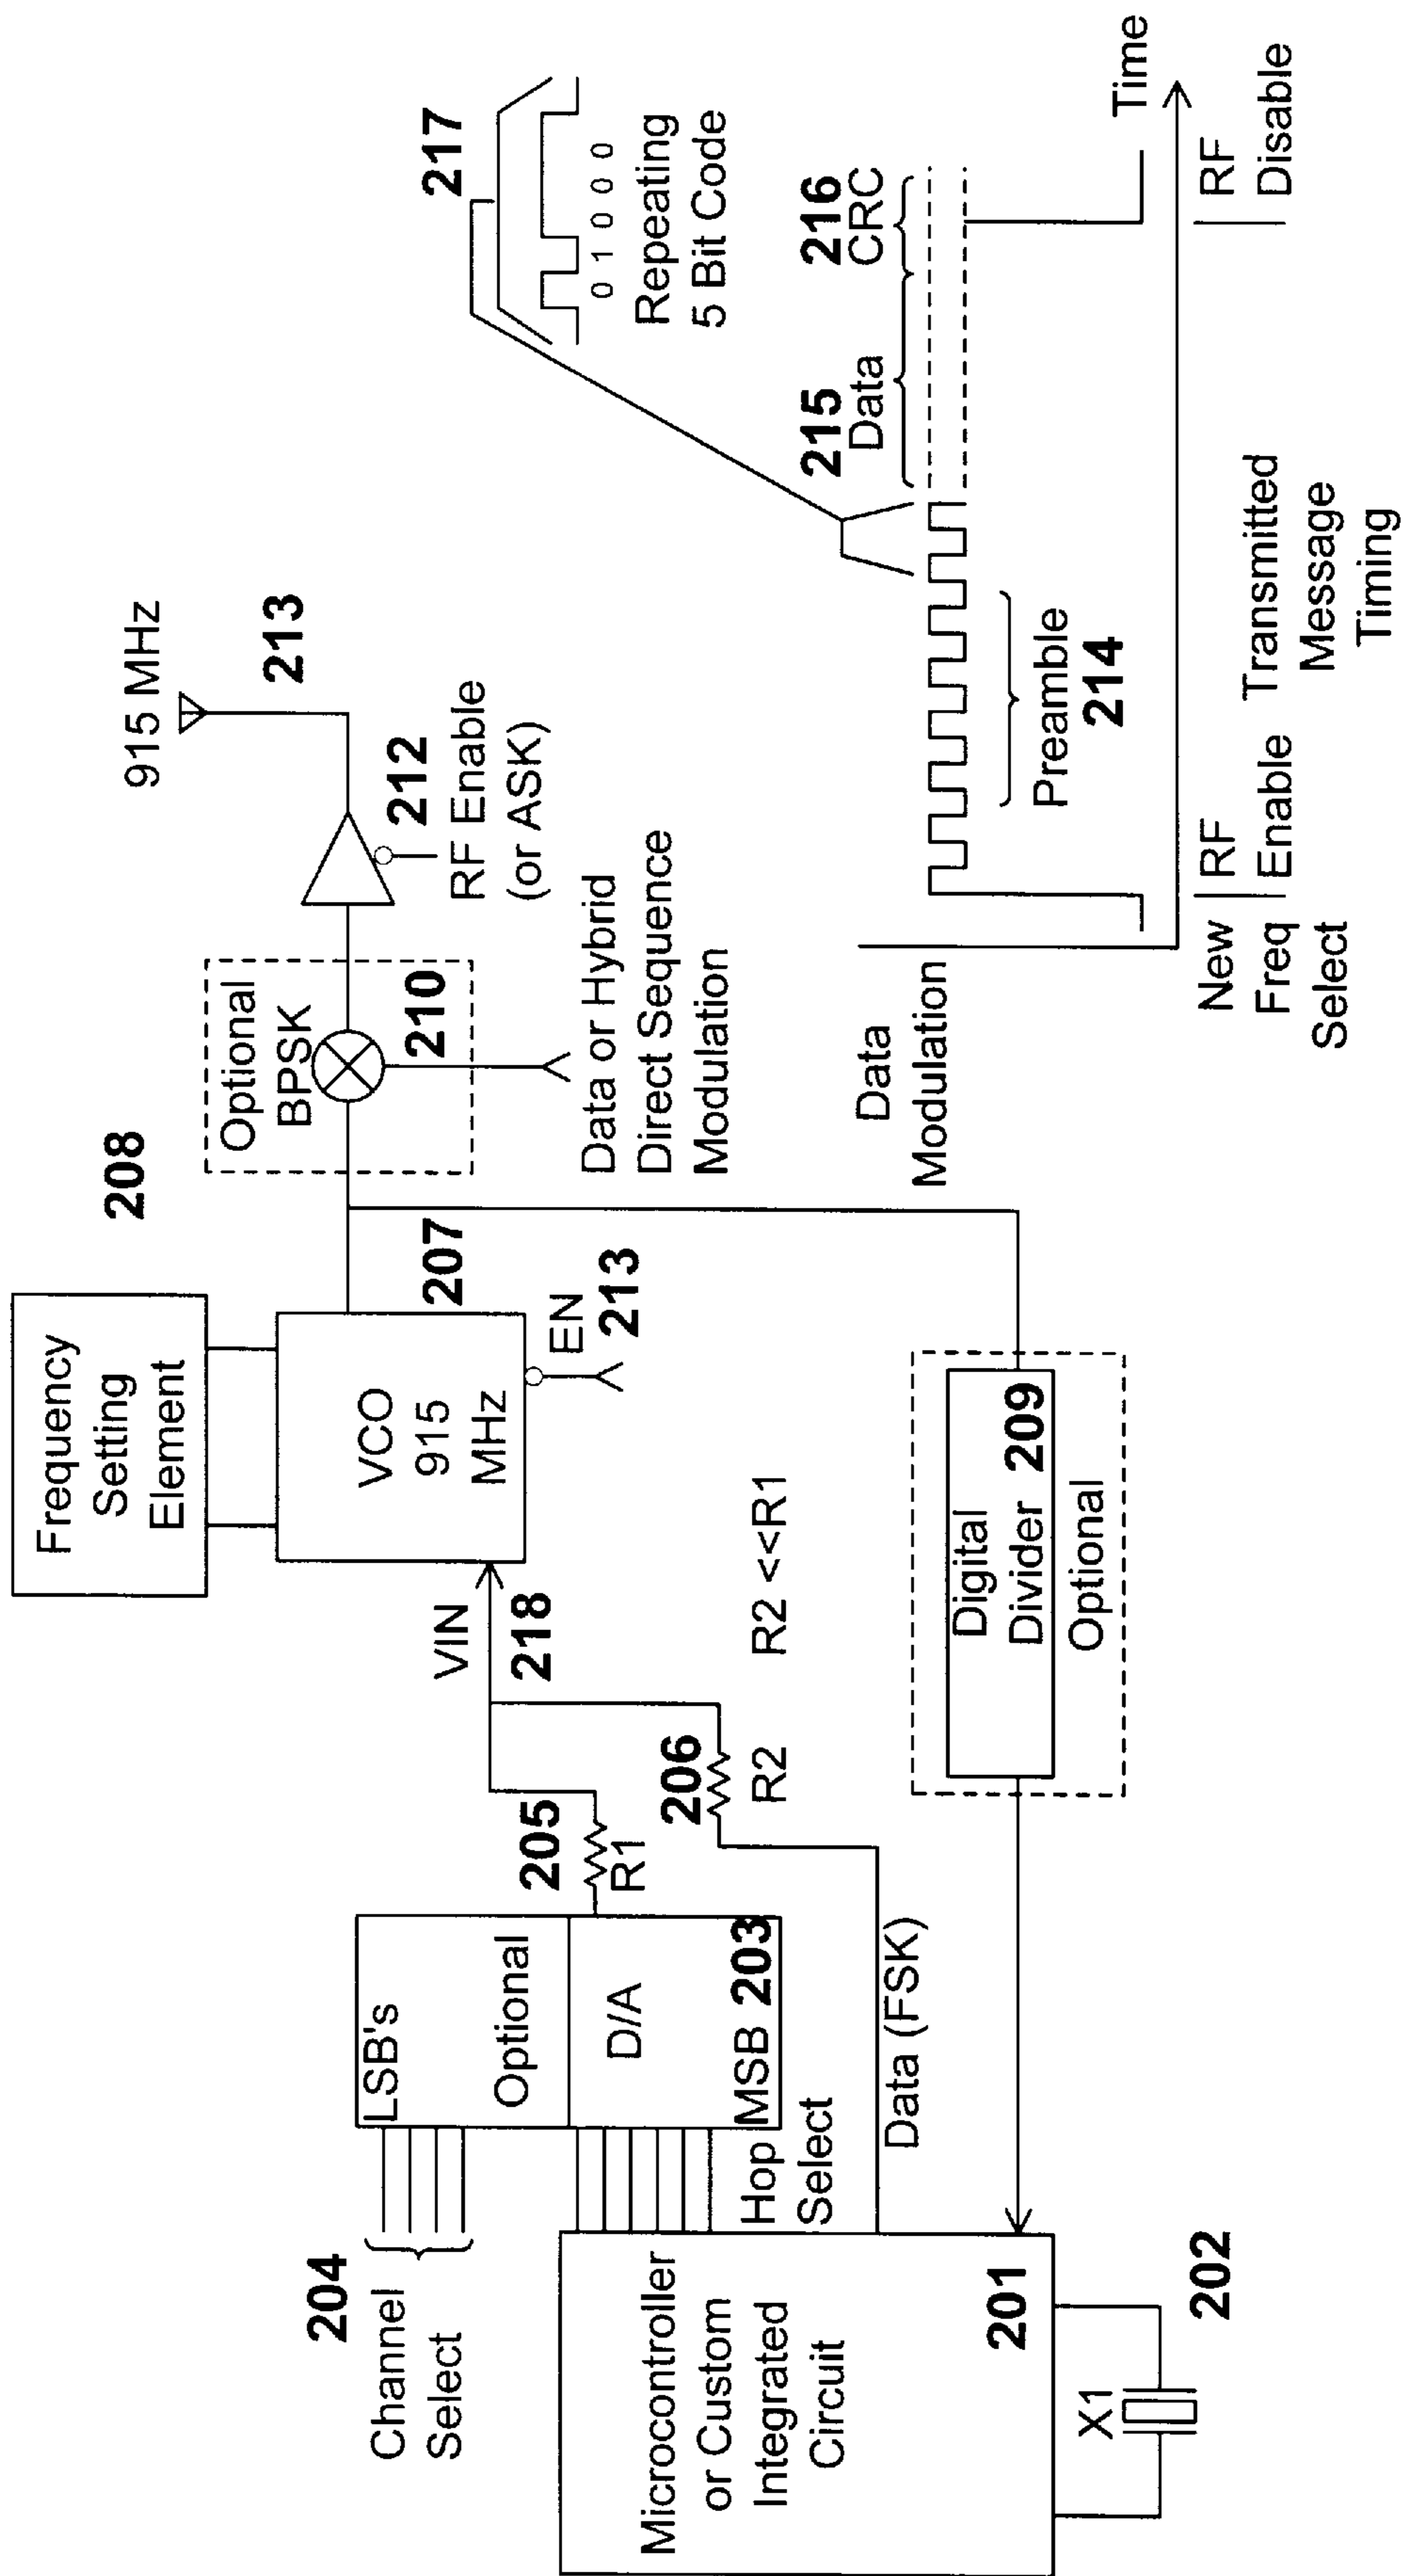 Frequency
Setting
Element
208
VCO
915
MHz
207
EN
213
VIN
218
Optional
BPSK
210
Data or Hybrid
Direct Sequence
Modulation
915 MHz
213
212
RF Enable
(or ASK)
204
Channel
Select
LSB's
Optional
D/A
MSB 203
Hop
Select
205
R1
206
R2
R2 <<R1
Data (FSK)
Microcontroller
or Custom
Integrated
Circuit
201
X1
202
Digital
Divider 209
Optional
217
0 1 0 0 0
Repeating
5 Bit Code
215
Data
216
CRC
Data
Modulation
Preamble
214
Time
New
Freq
Select
RF
Enable
Transmitted
Message
Timing
RF
Disable